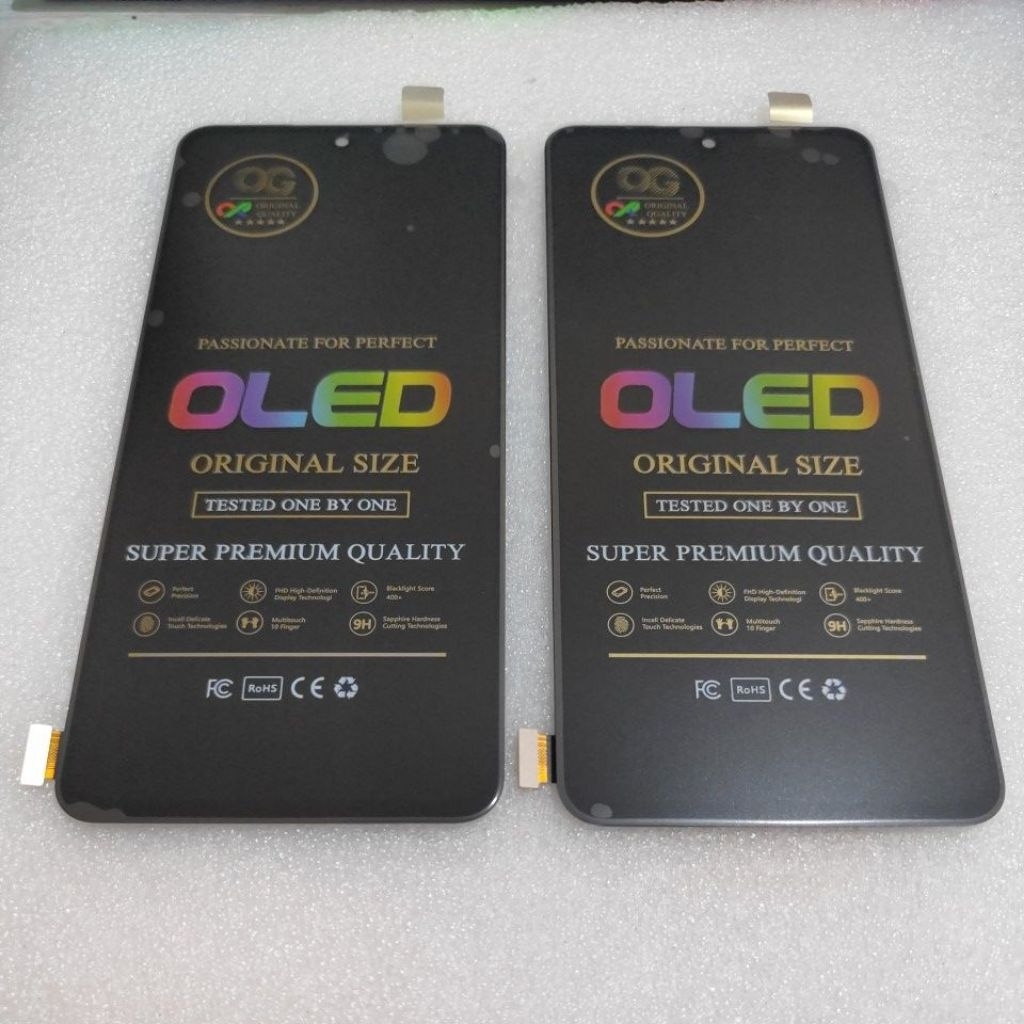 OG
ORIGINAL
QUALITY
PASSIONATE FOR PERFECT
OLED
ORIGINAL SIZE
TESTED ONE BY ONE
SUPER PREMIUM QUALITY
Perfect
Precision
FHD High-Definition
Display Technologi
Blacklight Score
400+
Incell Delicate
Touch Technologies
Multitouch
10 Finger
9H
Sapphire Hardness
Cutting Technologies
FC RoHS CE
OG
ORIGINAL
QUALITY
PASSIONATE FOR PERFECT
OLED
ORIGINAL SIZE
TESTED ONE BY ONE
SUPER PREMIUM QUALITY
Perfect
Precision
FHD High-Definition
Display Technologi
Blacklight Score
400+
Incell Delicate
Touch Technologies
Multitouch
10 Finger
9H
Sapphire Hardness
Cutting Technologies
FC RoHS CE